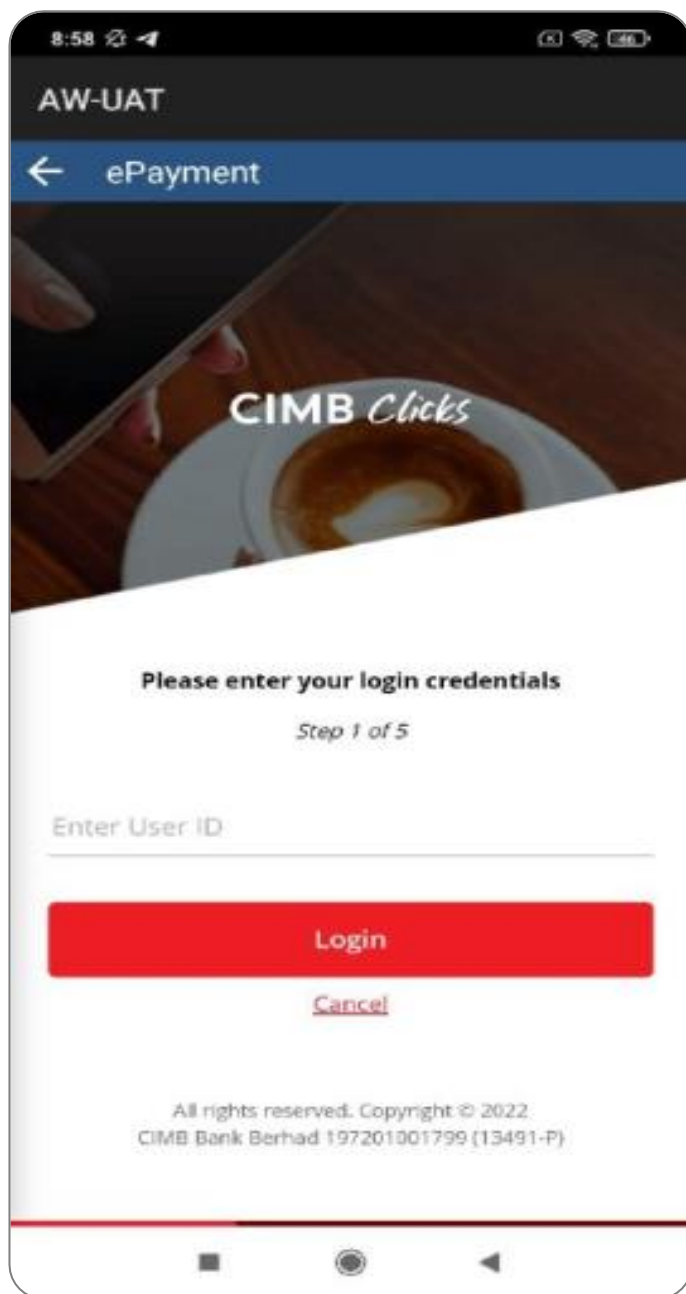 8:58
46
AW-UAT
ePayment
CIMB Clicks
Please enter your login credentials
Step 1 of 5
Enter User ID
Login
Cancel
All rights reserved. Copyright © 2022
CIMB Bank Berhad 197201001799 (13491-P)